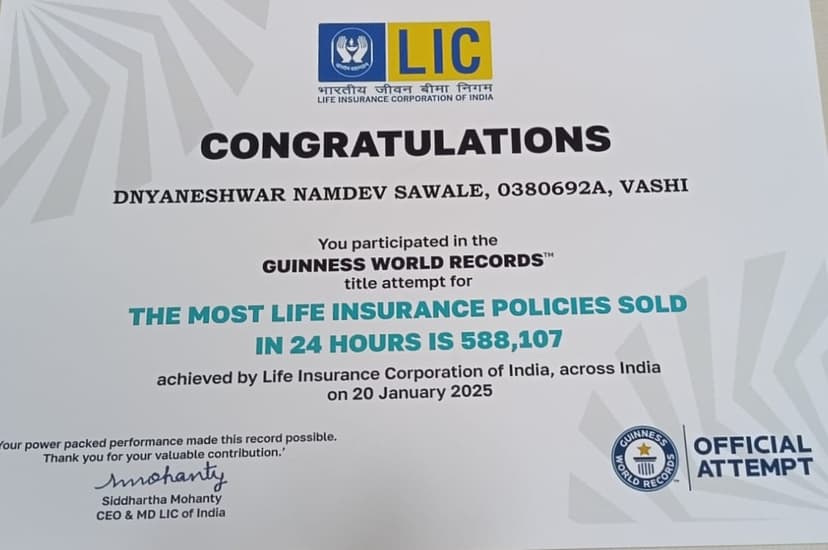 LIC
भारतीय जीवन बीमा निगम
LIFE INSURANCE CORPORATION OF INDIA
CONGRATULATIONS
DNYANESHWAR NAMDEV SAWALE, 0380692A, VASHI
You participated in the
GUINNESS WORLD RECORDS™
title attempt for
THE MOST LIFE INSURANCE POLICIES SOLD
IN 24 HOURS IS 588,107
achieved by Life Insurance Corporation of India, across India
on 20 January 2025
Your power packed performance made this record possible.
Thank you for your valuable contribution.'
smohanty
Siddhartha Mohanty
CEO & MD LIC of India
GUINNESS
WORLD RECORDS
™
OFFICIAL
ATTEMPT